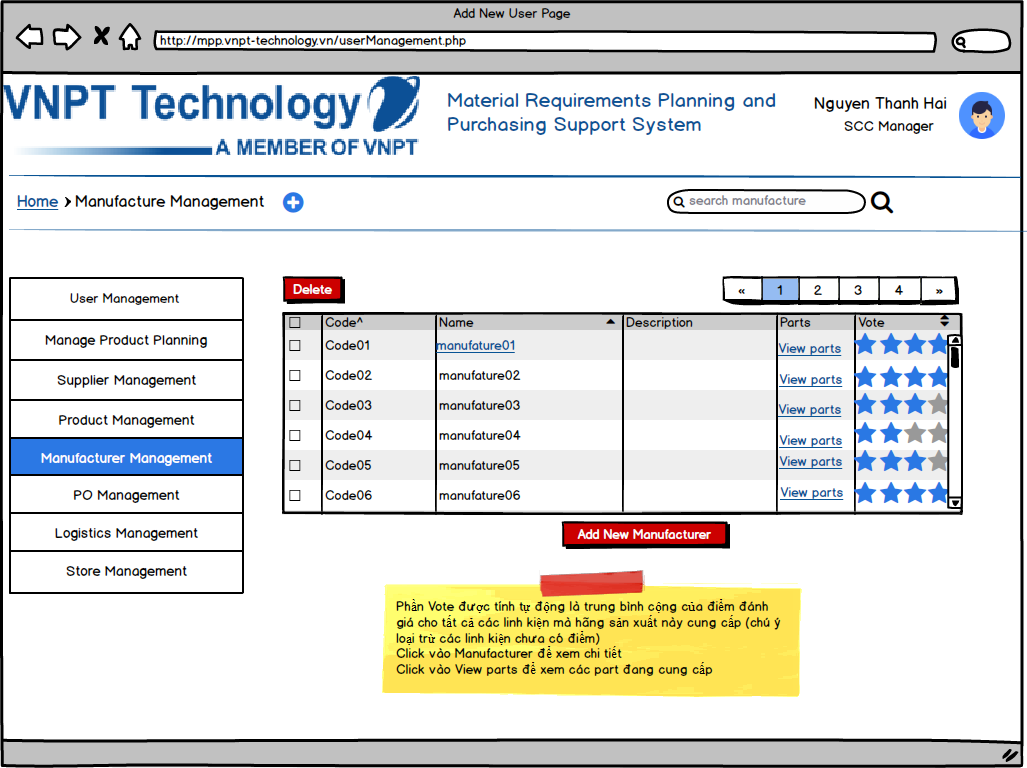 Add New User Page
http://mpp.vnpt-technology.vn/userManagement.php
VNPT Technology
A MEMBER OF VNPT
Material Requirements Planning and
Purchasing Support System
Nguyen Thanh Hai
SCC Manager
Home > Manufacture Management
search manufacture
User Management
Manage Product Planning
Supplier Management
Product Management
Manufacturer Management
PO Management
Logistics Management
Store Management
Delete
« 1 2 3 4 »
Code^ Name Description Parts Vote
Code01 manufature01 View parts
Code02 manufature02 View parts
Code03 manufature03 View parts
Code04 manufature04 View parts
Code05 manufature05 View parts
Code06 manufature06 View parts
Add New Manufacturer
Phần Vote được tính tự động là trung bình cộng của điểm đánh
giá cho tất cả các linh kiện mà hãng sản xuất này cung cấp (chú ý
loại trừ các linh kiện chưa có điểm)
Click vào Manufacturer để xem chi tiết
Click vào View parts để xem các part đang cung cấp